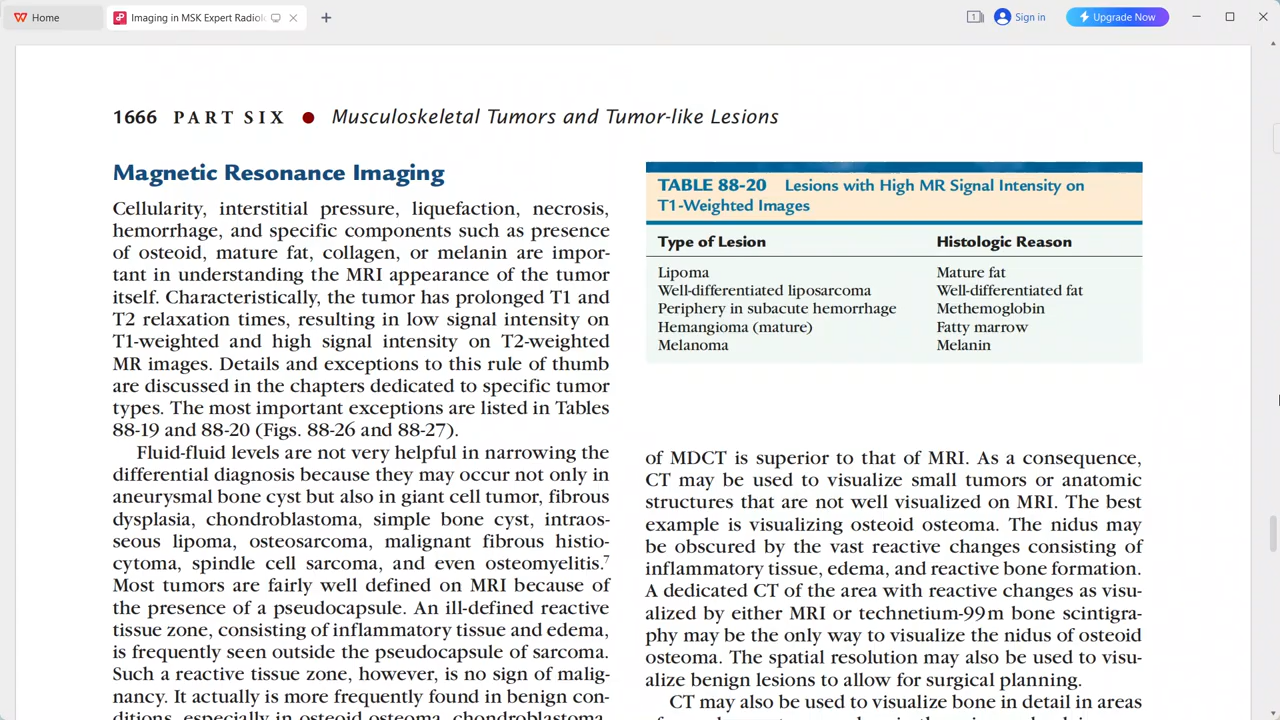 Home
Imaging in MSK Expert Radiolo
Sign in
Upgrade Now
1666 PART SIX ● Musculoskeletal Tumors and Tumor-like Lesions
Magnetic Resonance Imaging
Cellularity, interstitial pressure, liquefaction, necrosis,
hemorrhage, and specific components such as presence
of osteoid, mature fat, collagen, or melanin are impor-
tant in understanding the MRI appearance of the tumor
itself. Characteristically, the tumor has prolonged T1 and
T2 relaxation times, resulting in low signal intensity on
T1-weighted and high signal intensity on T2-weighted
MR images. Details and exceptions to this rule of thumb
are discussed in the chapters dedicated to specific tumor
types. The most important exceptions are listed in Tables
88-19 and 88-20 (Figs. 88-26 and 88-27).
Fluid-fluid levels are not very helpful in narrowing the
differential diagnosis because they may occur not only in
aneurysmal bone cyst but also in giant cell tumor, fibrous
dysplasia, chondroblastoma, simple bone cyst, intraos-
seous lipoma, osteosarcoma, malignant fibrous histio-
cytoma, spindle cell sarcoma, and even osteomyelitis.7
Most tumors are fairly well defined on MRI because of
the presence of a pseudocapsule. An ill-defined reactive
tissue zone, consisting of inflammatory tissue and edema,
is frequently seen outside the pseudocapsule of sarcoma.
Such a reactive tissue zone, however, is no sign of malig-
nancy. It actually is more frequently found in benign con-
ditions, especially in osteoid osteoma, chondroblastoma,
TABLE 88-20 Lesions with High MR Signal Intensity on
T1-Weighted Images
Type of Lesion Histologic Reason
Lipoma Mature fat
Well-differentiated liposarcoma Well-differentiated fat
Periphery in subacute hemorrhage Methemoglobin
Hemangioma (mature) Fatty marrow
Melanoma Melanin
of MDCT is superior to that of MRI. As a consequence,
CT may be used to visualize small tumors or anatomic
structures that are not well visualized on MRI. The best
example is visualizing osteoid osteoma. The nidus may
be obscured by the vast reactive changes consisting of
inflammatory tissue, edema, and reactive bone formation.
A dedicated CT of the area with reactive changes as visu-
alized by either MRI or technetium-99m bone scintigra-
phy may be the only way to visualize the nidus of osteoid
osteoma. The spatial resolution may also be used to visu-
alize benign lesions to allow for surgical planning.
CT may also be used to visualize bone in detail in areas